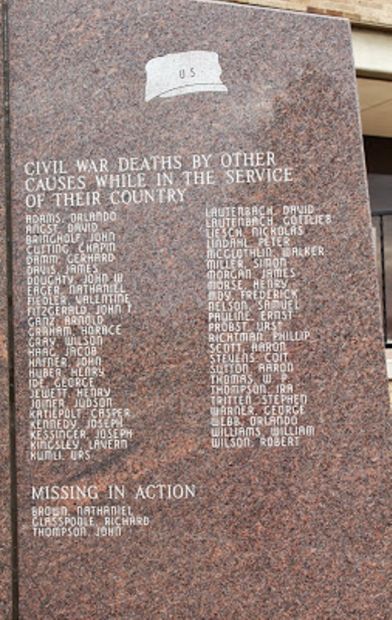 U S
CIVIL WAR DEATHS BY OTHER
CAUSES WHILE IN THE SERVICE
OF THEIR COUNTRY
ADAMS, ORLANDO
ANGST, DAVID
BRINGHOLF, JOHN
CUTTING, CHAPIN
DAMM, GERHARD
DAVIS, JAMES
DOUGHTY, JOHN W.
EAGER, NATHANIEL
FIEDLER, VALENTINE
FITZGERALD, JOHN T.
GANZ, ARNOLD
GRAHAM, HORACE
GRAY, WILSON
HAAG, JACOB
HAFNER, JOHN
HUBER, HENRY
IDE, GEORGE
JEWETT, HENRY
JOINER, JUDSON
KATIEPOLT, CASPER
KENNEDY, JOSEPH
KESSINGER, JOSEPH
KINGSLEY, LAVERN
KUMLI, URS
LAUTENBACH, DAVID
LAUTENBACH, GOTTLIEB
LIESCH, NICHOLAS
LINDAHL, PETER
MCGLOTHLIN, WALKER
MILLER, SIMON
MORGAN, JAMES
MORSE, HENRY
MOY, FREDERICK
NELSON, SAMUEL
PAULINE, ERNST
PROBST, URST
RICHTMAN, PHILLIP
SCOTT, AARON
STEVENS, COIT
SUTTON, AARON
THOMAS, W. P.
THOMPSON, IRA
TRITTEN, STEPHEN
WARNER, GEORGE
WEBB, ORLANDO
WILLIAMS, WILLIAM
WILSON, ROBERT
MISSING IN ACTION
BROWN, NATHANIEL
GLASSPOOLE, RICHARD
THOMPSON, JOHN